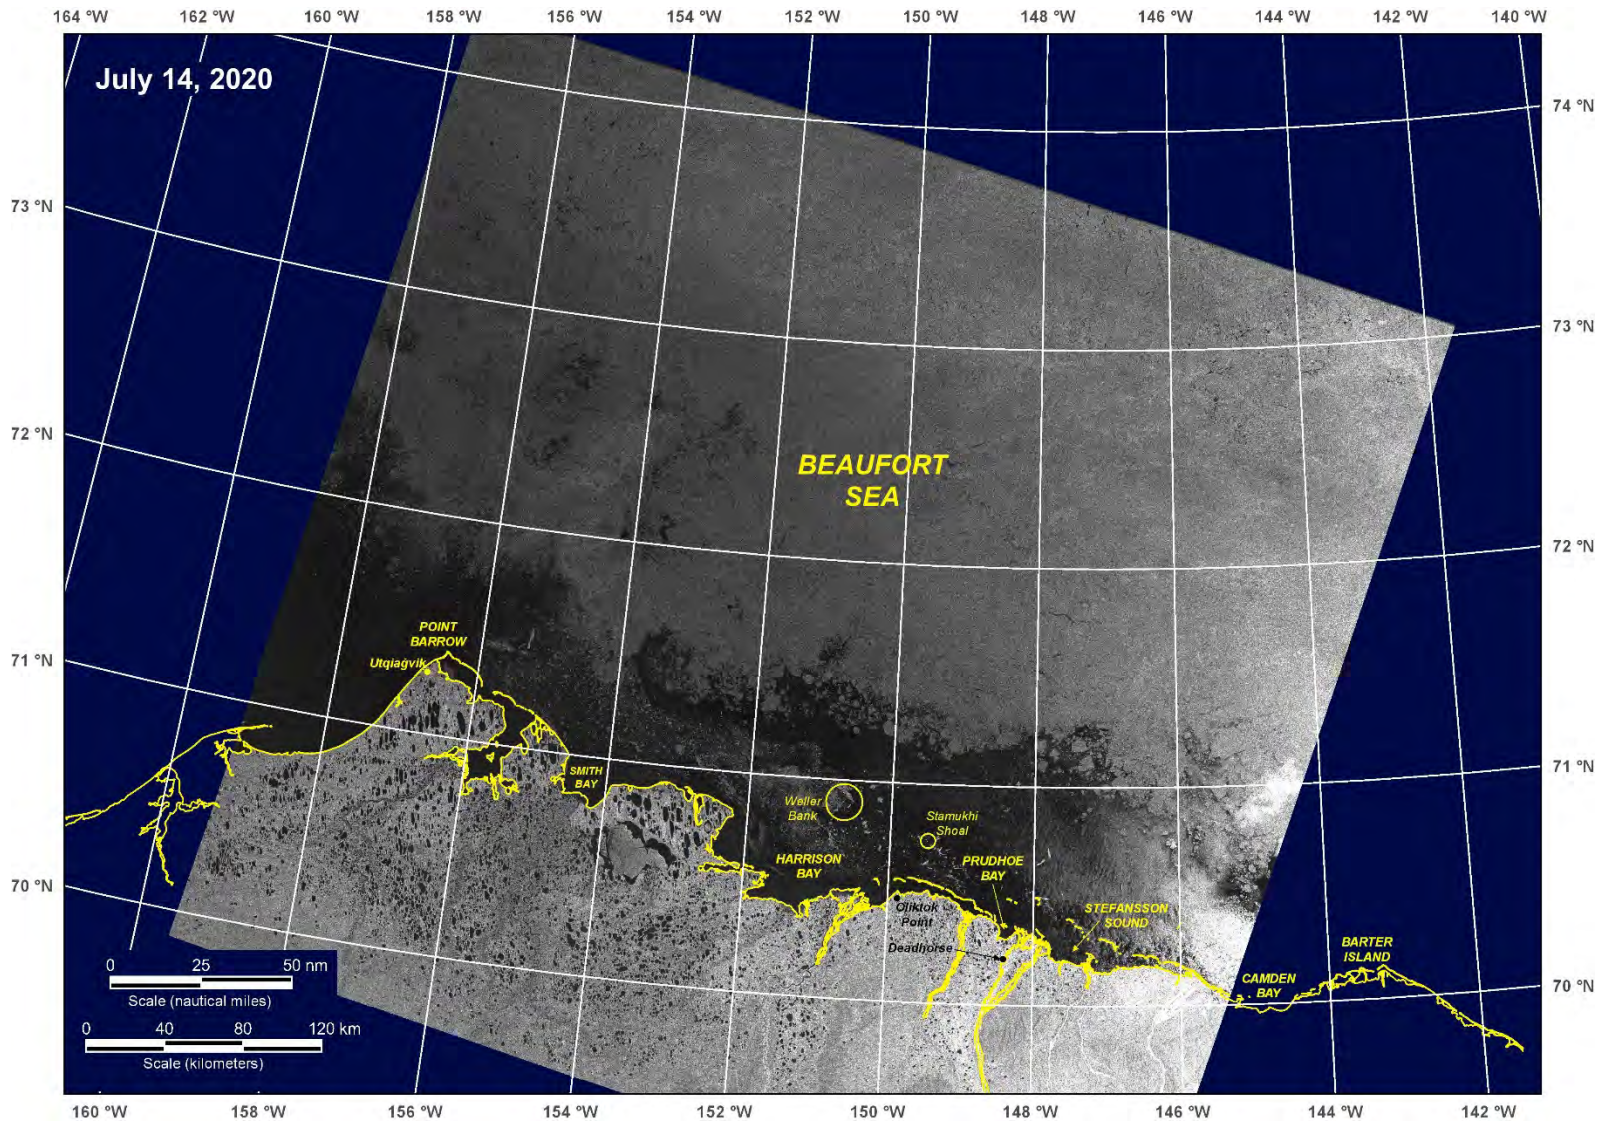 164 °W 162 °W 160 °W 158 °W 156 °W 154 °W 152 °W 150 °W 148 °W 146 °W 144 °W 142 °W 140 °W
July 14, 2020
74 °N
73 °N
73 °N
72 °N
BEAUFORT
SEA
72 °N
POINT
BARROW
Utqiaġvik
71 °N
71 °N
SMITH
BAY
Weller
Bank
Stamukhi
Shoal
HARRISON
BAY
PRUDHOE
BAY
70 °N
Oliktok
Point
STEFANSSON
SOUND
Deadhorse
BARTER
ISLAND
CAMDEN
BAY
70 °N
0 25 50 nm
Scale (nautical miles)
0 40 80 120 km
Scale (kilometers)
160 °W 158 °W 156 °W 154 °W 152 °W 150 °W 148 °W 146 °W 144 °W 142 °W